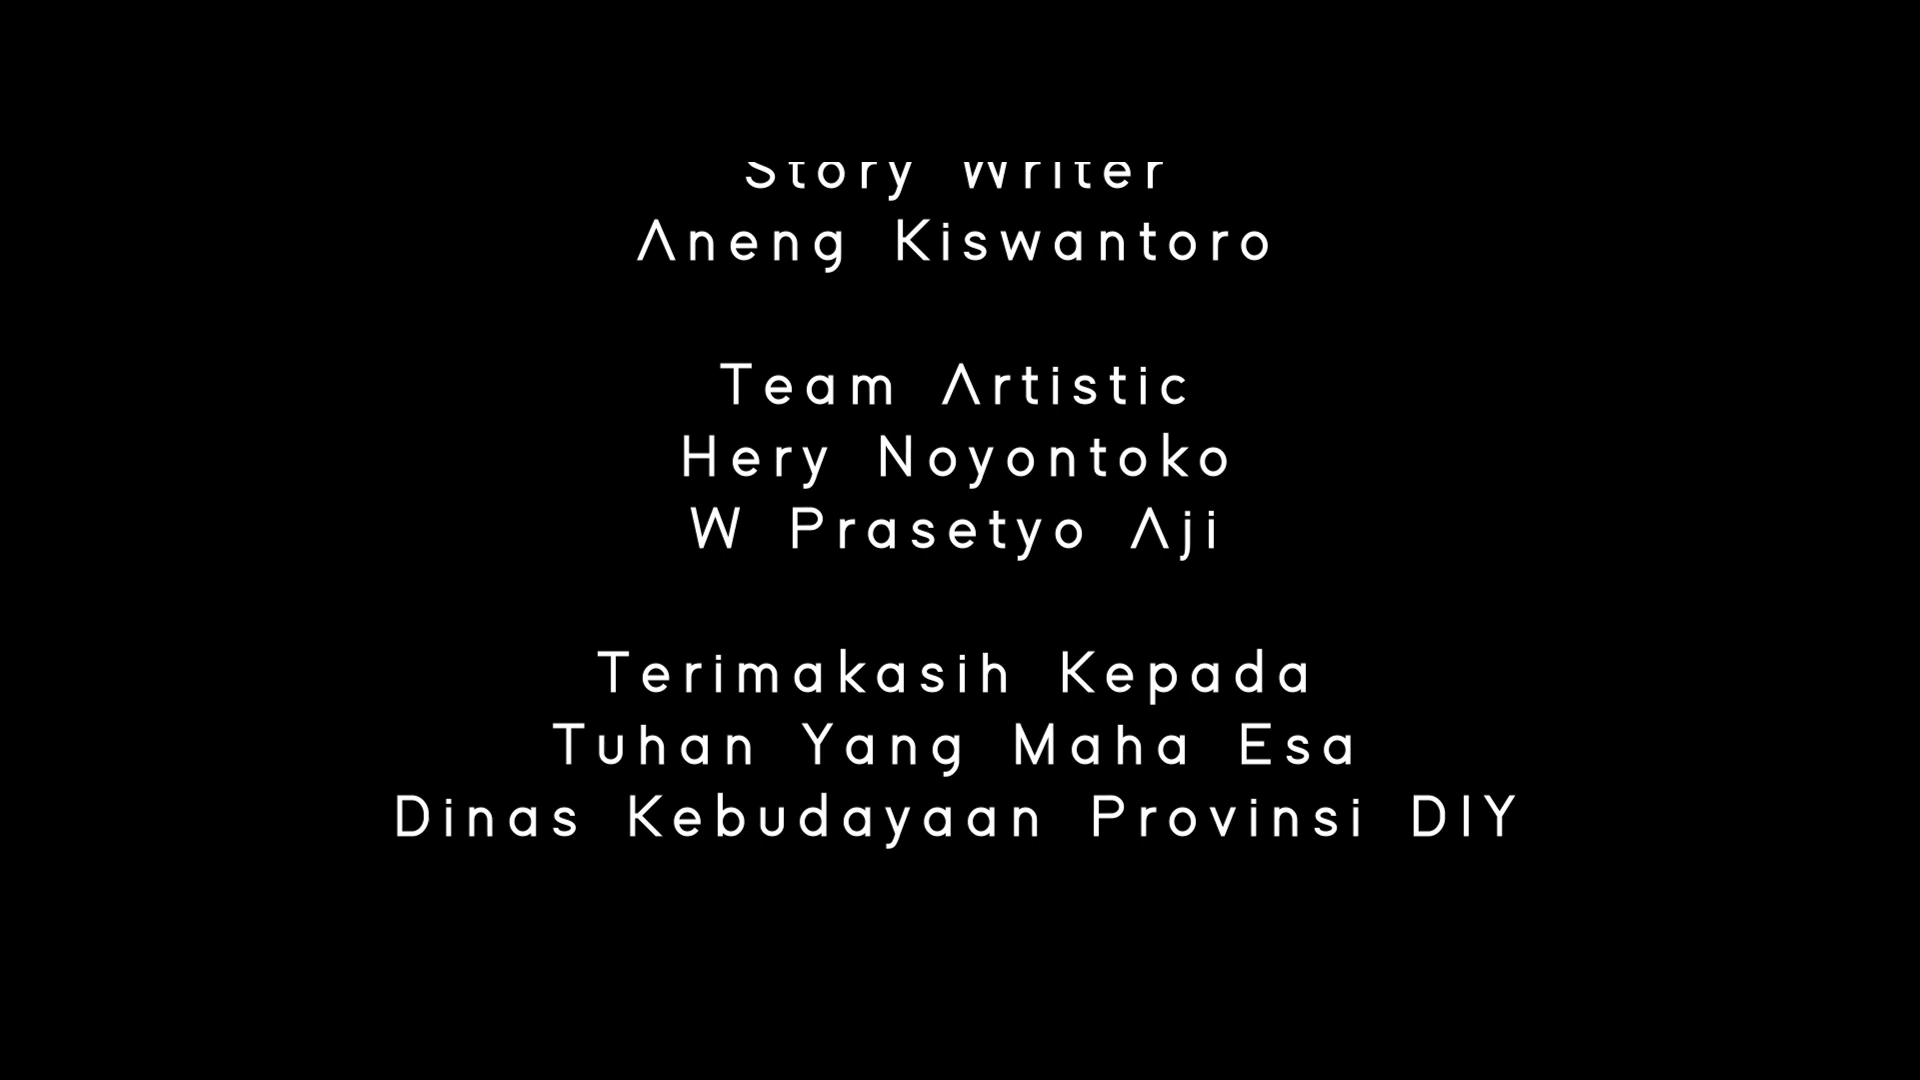 Story Writer
Aneng Kiswantoro
Team Artistic
Hery Noyontoko
W Prasetyo Aji
Terimakasih Kepada
Tuhan Yang Maha Esa
Dinas Kebudayaan Provinsi DIY